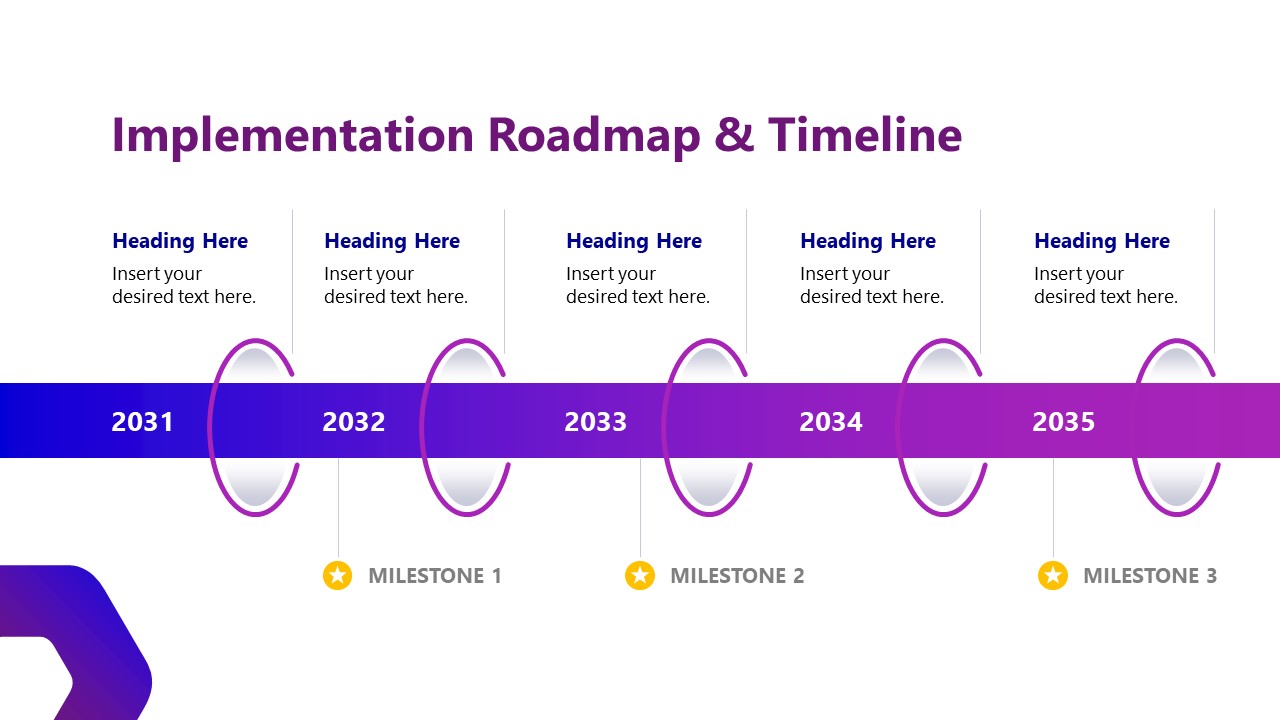 Implementation Roadmap & Timeline
Heading Here
Insert your
desired text here.
Heading Here
Insert your
desired text here.
Heading Here
Insert your
desired text here.
Heading Here
Insert your
desired text here.
Heading Here
Insert your
desired text here.
2031
2032
2033
2034
2035
MILESTONE 1
MILESTONE 2
MILESTONE 3